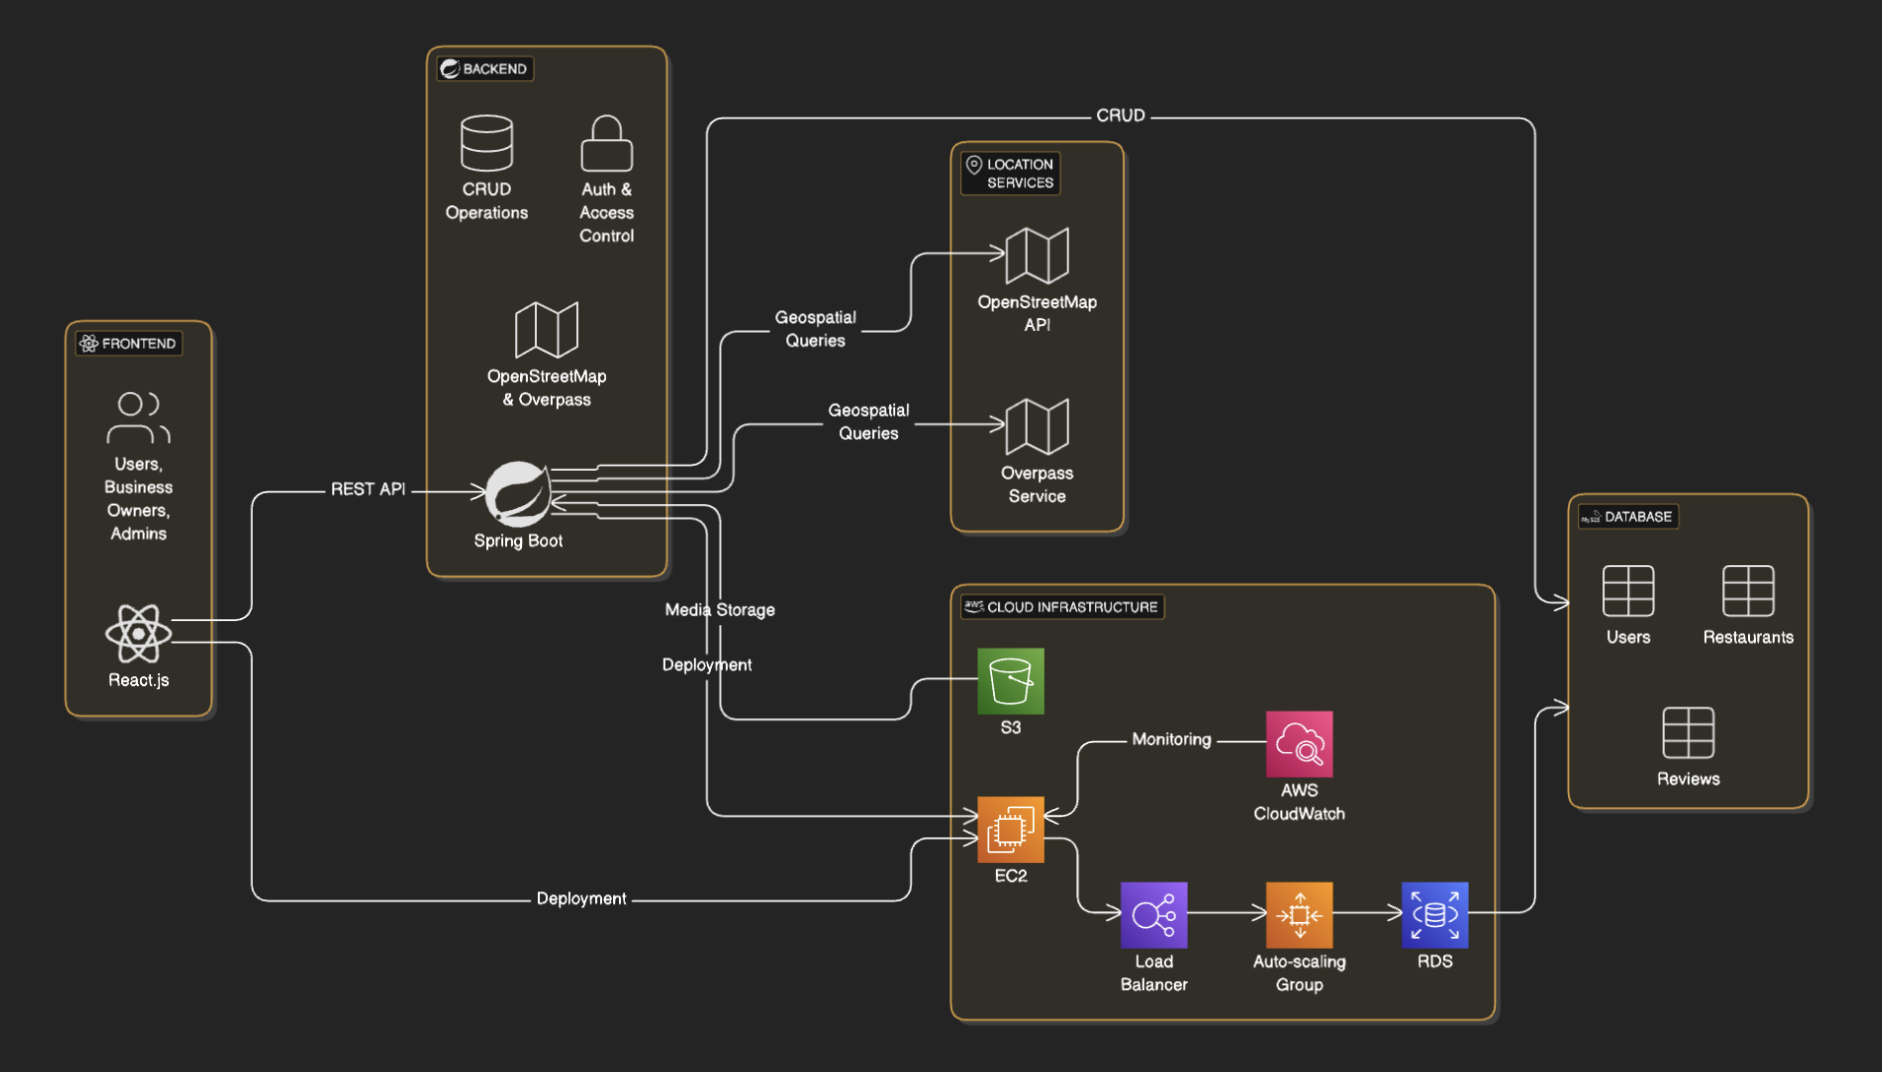 BACKEND
CRUD
Operations
Auth &
Access
Control
OpenStreetMap
& Overpass
Spring Boot
FRONTEND
Users,
Business
Owners,
Admins
React.js
REST API
CRUD
LOCATION
SERVICES
OpenStreetMap
API
Overpass
Service
Geospatial
Queries
Geospatial
Queries
Media Storage
Deployment
Deployment
aws
CLOUD INFRASTRUCTURE
S3
Monitoring
AWS
CloudWatch
EC2
Load
Balancer
Auto-scaling
Group
RDS
MySQL
DATABASE
Users
Restaurants
Reviews